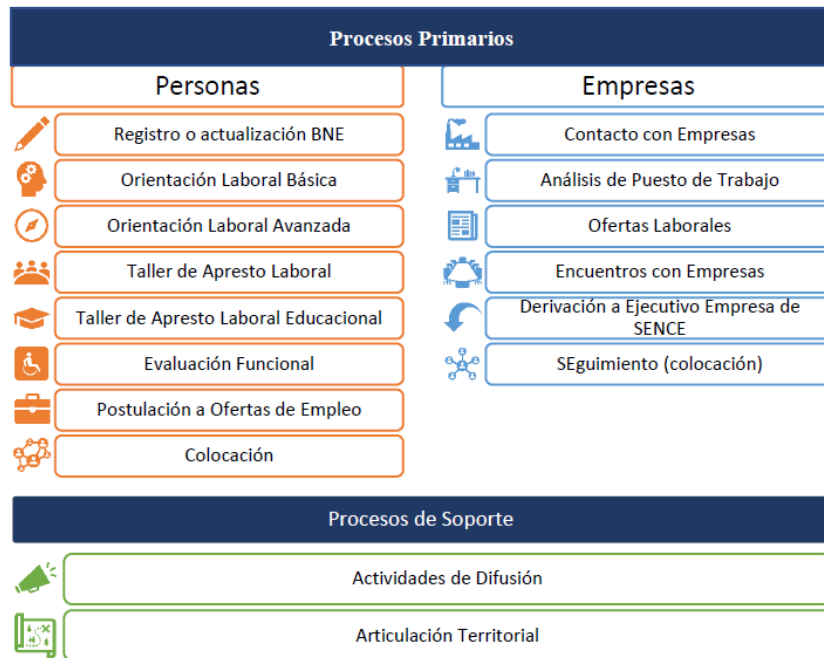 Procesos Primarios
Personas
Registro o actualización BNE
Orientación Laboral Básica
Orientación Laboral Avanzada
Taller de Apresto Laboral
Taller de Apresto Laboral Educacional
Evaluación Funcional
Postulación a Ofertas de Empleo
Colocación
Empresas
Contacto con Empresas
Análisis de Puesto de Trabajo
Ofertas Laborales
Encuentros con Empresas
Derivación a Ejecutivo Empresa de
SENCE
SEguimiento (colocación)
Procesos de Soporte
Actividades de Difusión
Articulación Territorial